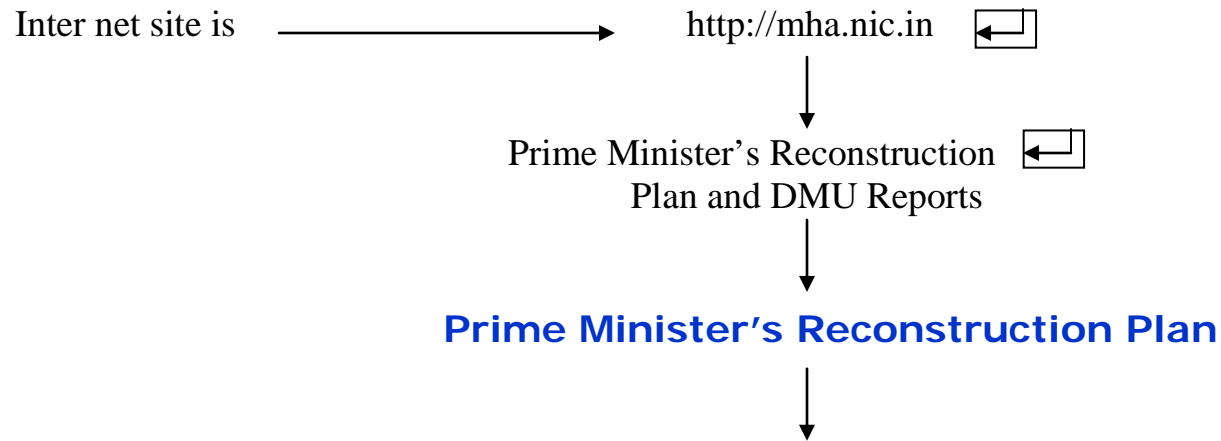 Inter net site is http://mha.nic.in
Prime Minister’s Reconstruction
Plan and DMU Reports
Prime Minister’s Reconstruction Plan